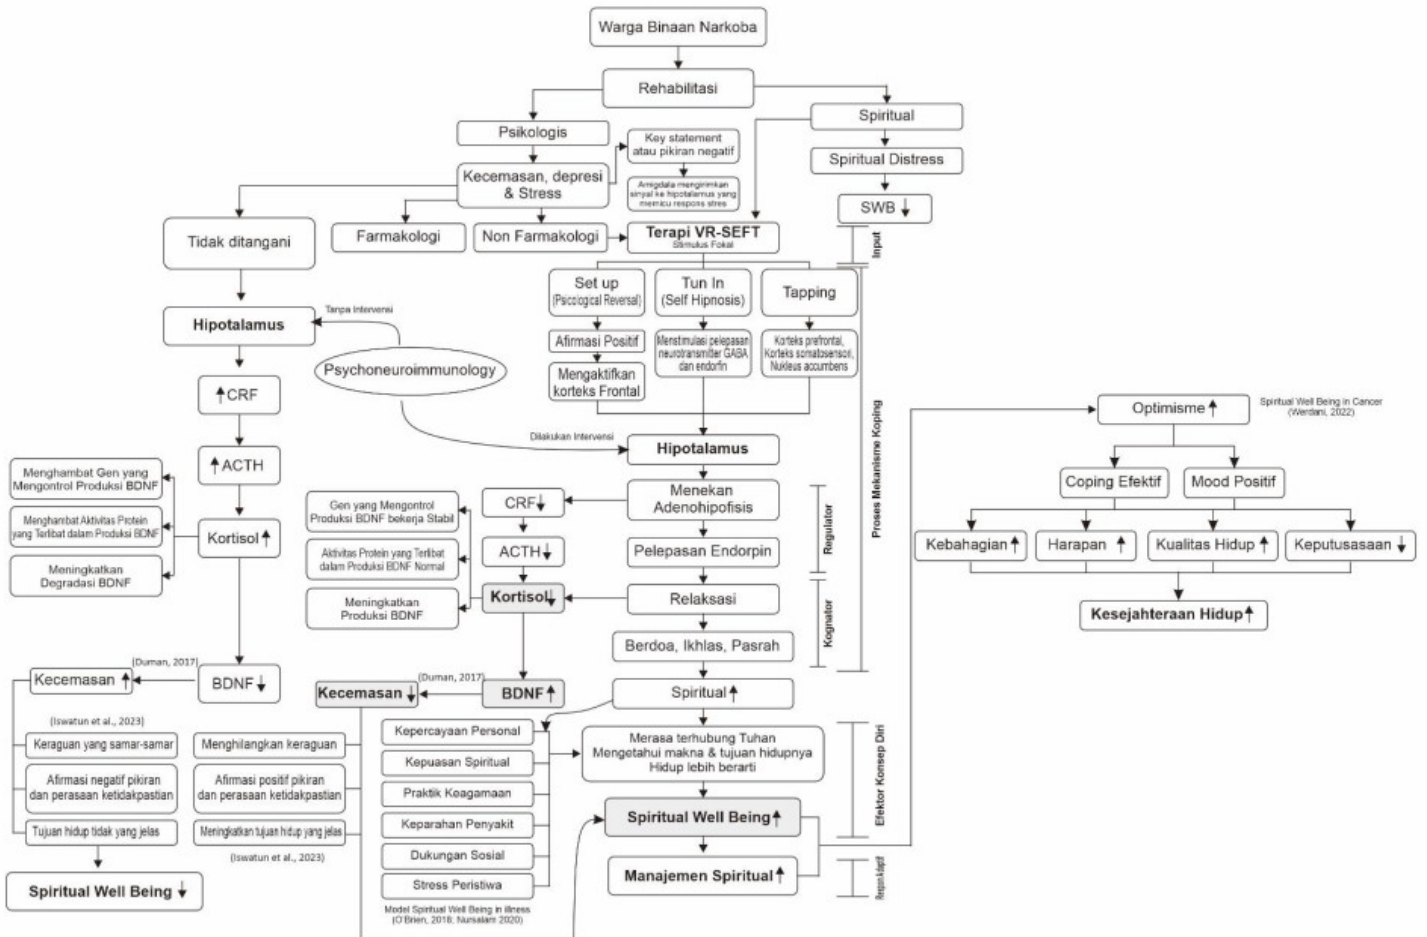 Warga Binaan Narkoba
Rehabilitasi
Psikologis
Spiritual
Key statement
atau pikiran negatif
Spiritual Distress
Kecemasan, depresi
& Stress
Amigdala mengirimkan
sinyal ke hipotalamus yang
memicu respons stres
SWB ↓
Tidak ditangani
Farmakologi
Non Farmakologi
Terapi VR-SEFT
Stimulus Fokal
Input
Set up
(Psicological Reversal)
Tun In
(Self Hipnosis)
Tapping
Hipotalamus
Tanpa Intervensi
Afirmasi Positif
Menstimulasi pelepasan
neurotransmitter GABA
dan endorfin
Korteks prefrontal,
Korteks somatosensori,
Nukleus accumbens
Psychoneuroimmunology
Mengaktifkan
korteks Frontal
↑CRF
Proses Mekanisme Koping
Optimisme ↑
Spiritual Well Being in Cancer
(Werdani, 2022)
Dilakukan Intervensi
Hipotalamus
↑ACTH
Menghambat Gen yang
Mengontrol Produksi BDNF
Coping Efektif
Mood Positif
Menekan
Adenohipofisis
CRF↓
Gen yang Mengontrol
Produksi BDNF bekerja Stabil
Regulator
Menghambat Aktivitas Protein
yang Terlibat dalam Produksi BDNF
Kortisol ↑
ACTH ↓
Pelepasan Endorpin
Aktivitas Protein yang Terlibat
dalam Produksi BDNF Normal
Kebahagian ↑
Harapan ↑
Kualitas Hidup ↑
Keputusasaan ↓
Meningkatkan
Degradasi BDNF
Kortisol↓
Relaksasi
Meningkatkan
Produksi BDNF
Kognator
Kesejahteraan Hidup ↑
Berdoa, Ikhlas, Pasrah
(Duman, 2017)
Kecemasan ↑
BDNF ↓
(Duman, 2017)
Kecemasan ↓
BDNF ↑
Spiritual ↑
(Iswatun et al., 2023)
Keraguan yang samar-samar
Menghilangkan keraguan
Kepercayaan Personal
Merasa terhubung Tuhan
Mengetahui makna & tujuan hidupnya
Hidup lebih berarti
Efektor Konsep Diri
Kepuasan Spiritual
Afirmasi negatif pikiran
dan perasaan ketidakpastian
Afirmasi positif pikiran
dan perasaan ketidakpastian
Praktik Keagamaan
Keparahan Penyakit
Spiritual Well Being ↑
Tujuan hidup tidak yang jelas
Meningkatkan tujuan hidup yang jelas
(Iswatun et al., 2023)
Dukungan Sosial
Manajemen Spiritual ↑
Respon Adaptif
Spiritual Well Being ↓
Stress Peristiwa
Model Spiritual Well Being in illness
(O'Brien, 2018; Nursalam 2020)